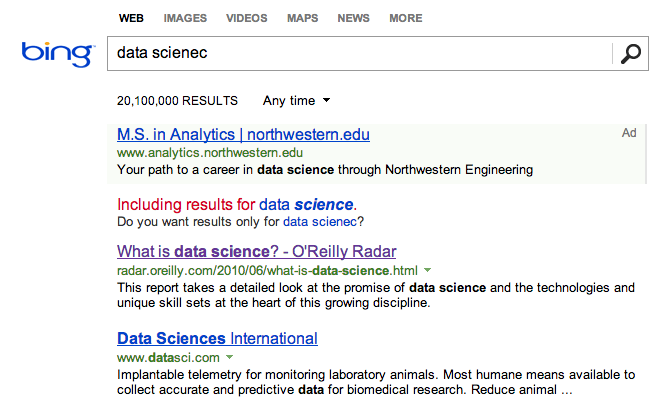 WEB IMAGES VIDEOS MAPS NEWS MORE
bing
data scienec
20,100,000 RESULTS Any time
M.S. in Analytics | northwestern.edu Ad
www.analytics.northwestern.edu
Your path to a career in data science through Northwestern Engineering
Including results for data science.
Do you want results only for data scienec?
What is data science? - O'Reilly Radar
radar.oreilly.com/2010/06/what-is-data-science.html
This report takes a detailed look at the promise of data science and the technologies and
unique skill sets at the heart of this growing discipline.
Data Sciences International
www.datasci.com
Implantable telemetry for monitoring laboratory animals. Most humane means available to
collect accurate and predictive data for biomedical research. Reduce animal ...